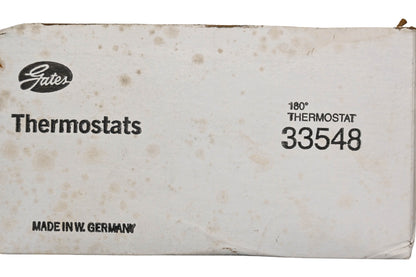 Gates
Thermostats
180°
THERMOSTAT
33548
MADE IN W. GERMANY